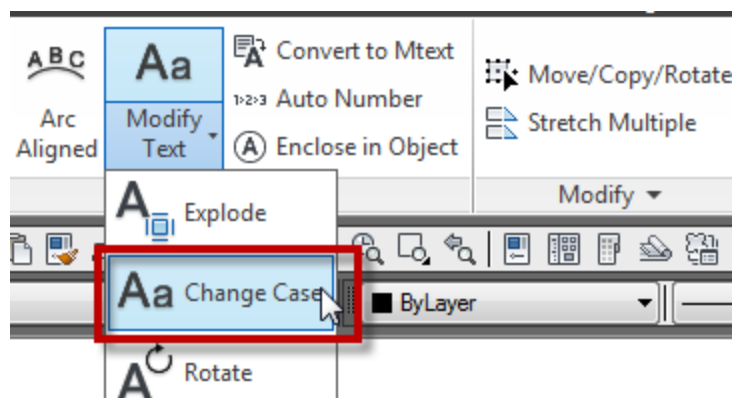 ABC
Arc
Aligned
Aa
Modify
Text
Convert to Mtext
1>2>3 Auto Number
A Enclose in Object
Move/Copy/Rotate
Stretch Multiple
Modify
A Explode
Aa Change Case
A Rotate
ByLayer